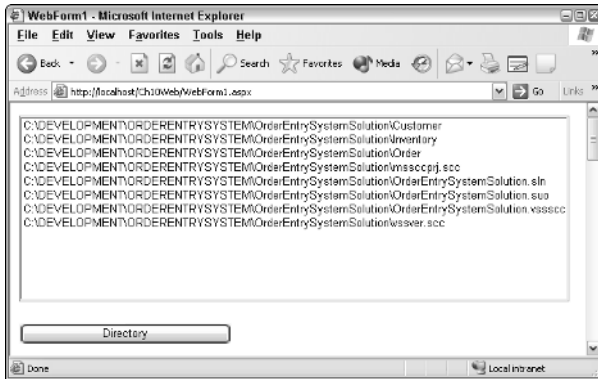 WebForm1 - Microsoft Internet Explorer
File Edit View Favorites Tools Help
Back Search Favorites Media
Address http://localhost/Ch10Web/WebForm1.aspx Go Links
C:\DEVELOPMENT\ORDERENTRYSYSTEM\OrderEntrySystemSolution\Customer
C:\DEVELOPMENT\ORDERENTRYSYSTEM\OrderEntrySystemSolution\Inventory
C:\DEVELOPMENT\ORDERENTRYSYSTEM\OrderEntrySystemSolution\Order
C:\DEVELOPMENT\ORDERENTRYSYSTEM\OrderEntrySystemSolution\mssccprj.scc
C:\DEVELOPMENT\ORDERENTRYSYSTEM\OrderEntrySystemSolution\OrderEntrySystemSolution.sln
C:\DEVELOPMENT\ORDERENTRYSYSTEM\OrderEntrySystemSolution\OrderEntrySystemSolution.suo
C:\DEVELOPMENT\ORDERENTRYSYSTEM\OrderEntrySystemSolution\OrderEntrySystemSolution.vssscc
C:\DEVELOPMENT\ORDERENTRYSYSTEM\OrderEntrySystemSolution\vssver.scc
Directory
Done Local intranet